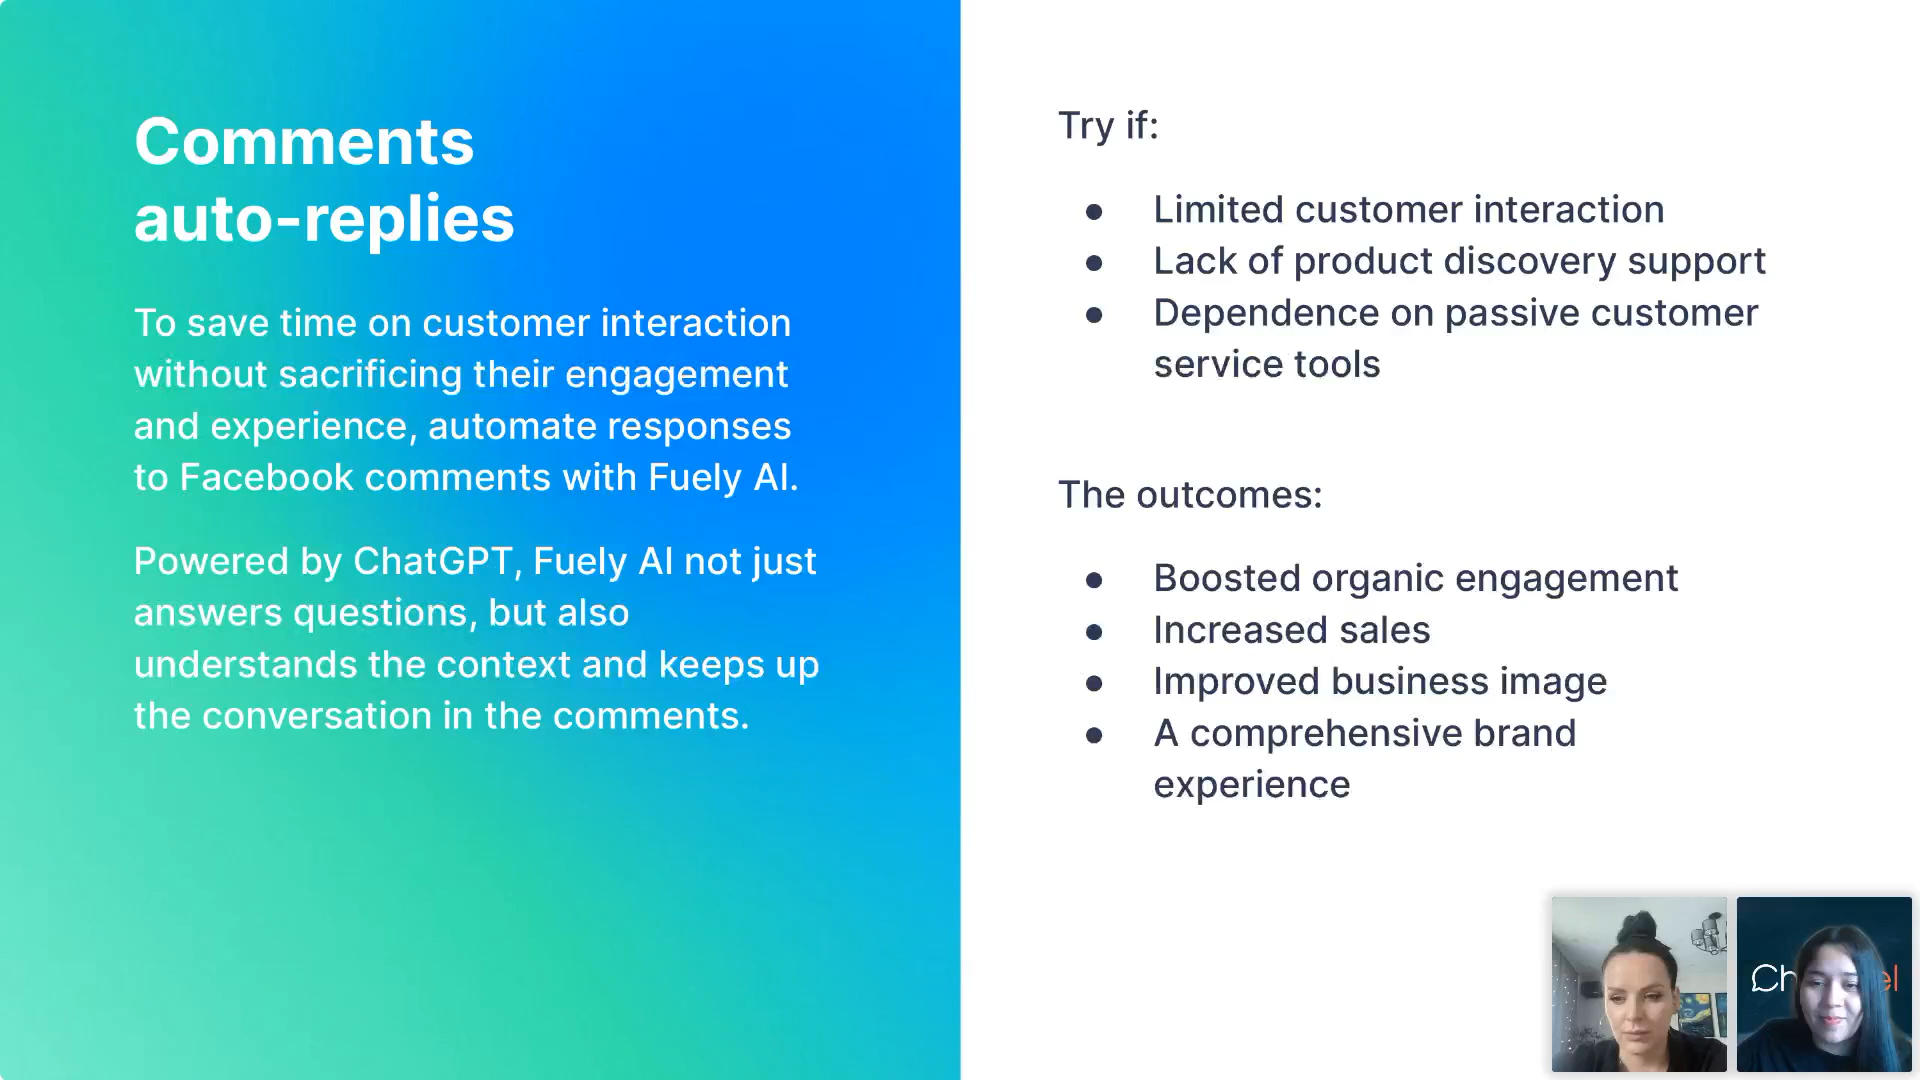 Comments
auto-replies
To save time on customer interaction
without sacrificing their engagement
and experience, automate responses
to Facebook comments with Fuely AI.
Powered by ChatGPT, Fuely AI not just
answers questions, but also
understands the context and keeps up
the conversation in the comments.
Try if:
● Limited customer interaction
● Lack of product discovery support
● Dependence on passive customer
service tools
The outcomes:
● Boosted organic engagement
● Increased sales
● Improved business image
● A comprehensive brand
experience